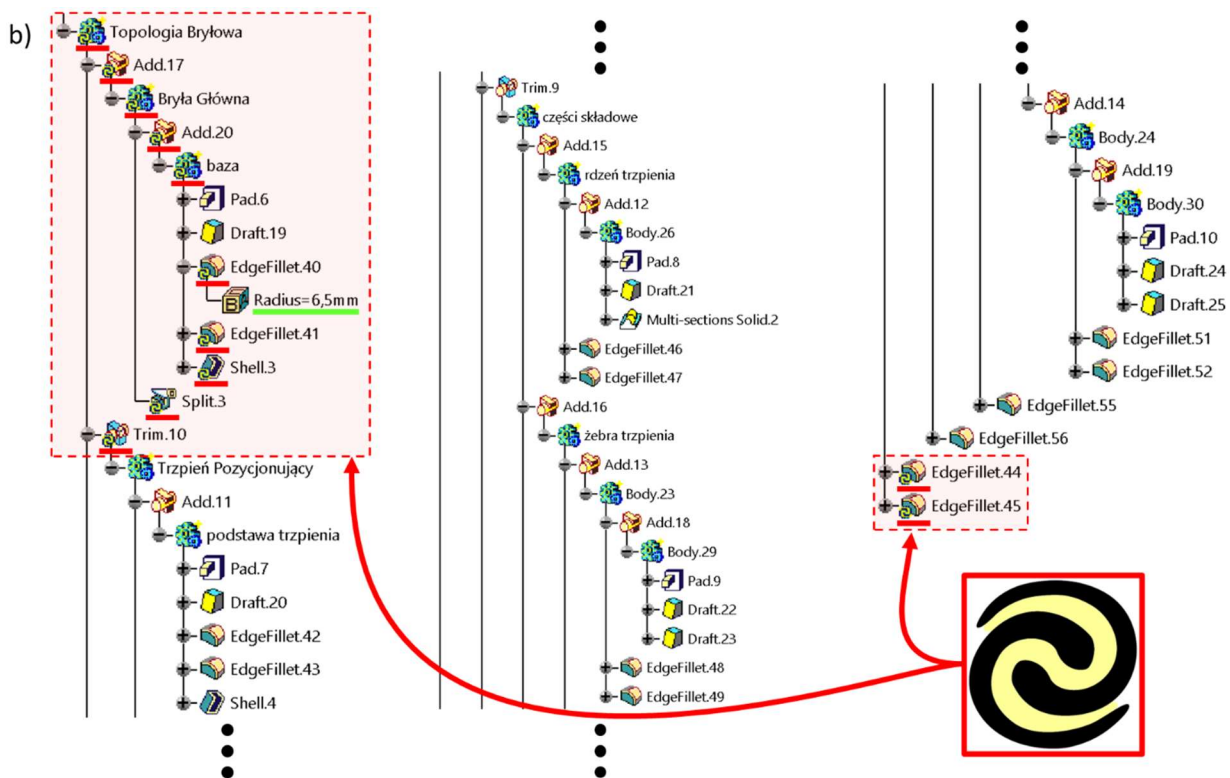 b)
Topologia Bryłowa
Add.17
Bryła Główna
Add.20
baza
Pad.6
Draft.19
EdgeFillet.40
Radius=6,5mm
EdgeFillet.41
Shell.3
Split.3
Trim.10
Trzpień Pozycjonujący
Add.11
podstawa trzpienia
Pad.7
Draft.20
EdgeFillet.42
EdgeFillet.43
Shell.4
Trim.9
części składowe
Add.15
rdzeń trzpienia
Add.12
Body.26
Pad.8
Draft.21
Multi-sections Solid.2
EdgeFillet.46
EdgeFillet.47
Add.16
żebra trzpienia
Add.13
Body.23
Add.18
Body.29
Pad.9
Draft.22
Draft.23
EdgeFillet.48
EdgeFillet.49
Add.14
Body.24
Add.19
Body.30
Pad.10
Draft.24
Draft.25
EdgeFillet.51
EdgeFillet.52
EdgeFillet.55
EdgeFillet.56
EdgeFillet.44
EdgeFillet.45